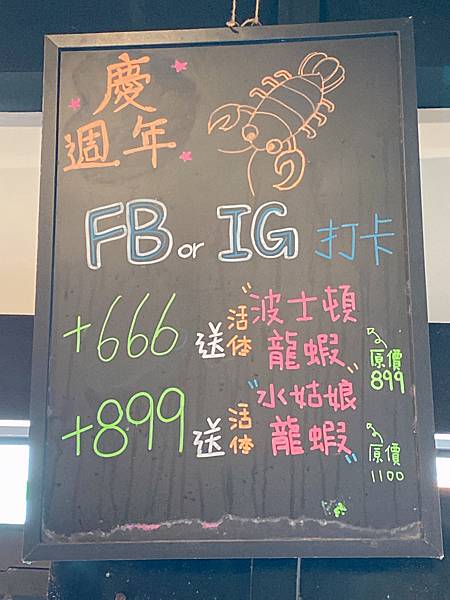 慶
週年
FB or IG 打卡
+666 送 活体 "波士頓龍蝦" 原價 899
+899 送 活体 "水姑娘龍蝦" 原價 1100